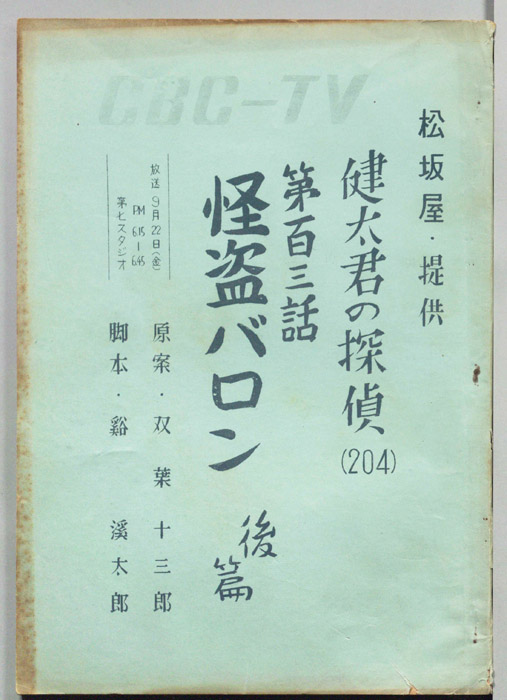 CBC-TV
松坂屋・提供
健太君の探偵(204)
第百三話
怪盗バロン 後篇
放送 9月22日(金)
PM 6.15―6.45
第七スタジオ
原案・双葉十三郎
脚本・谿 溪太郎